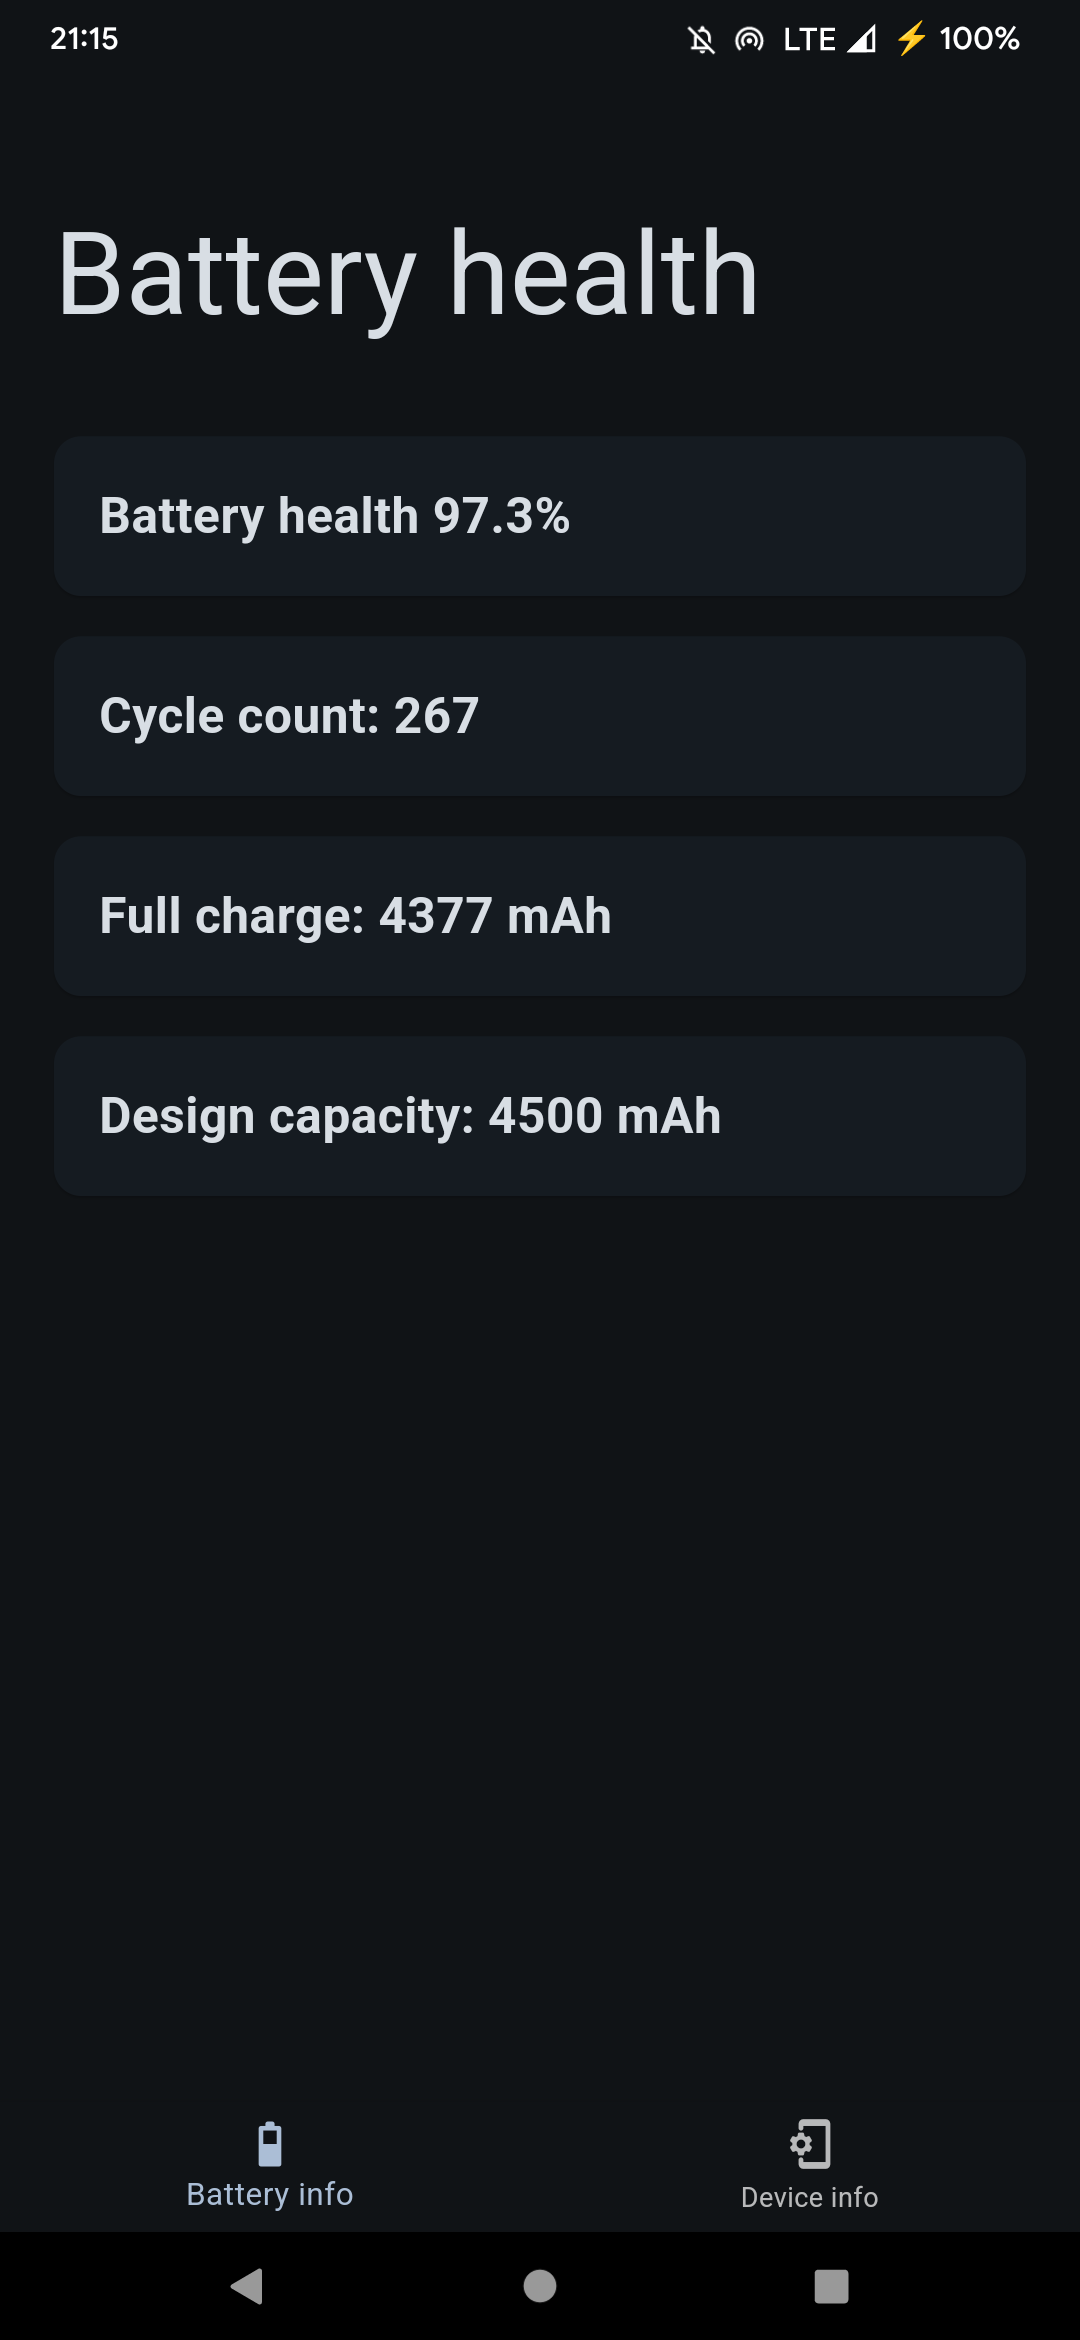 21:15 LTE 100%
Battery health
Battery health 97.3%
Cycle count: 267
Full charge: 4377 mAh
Design capacity: 4500 mAh
Battery info Device info